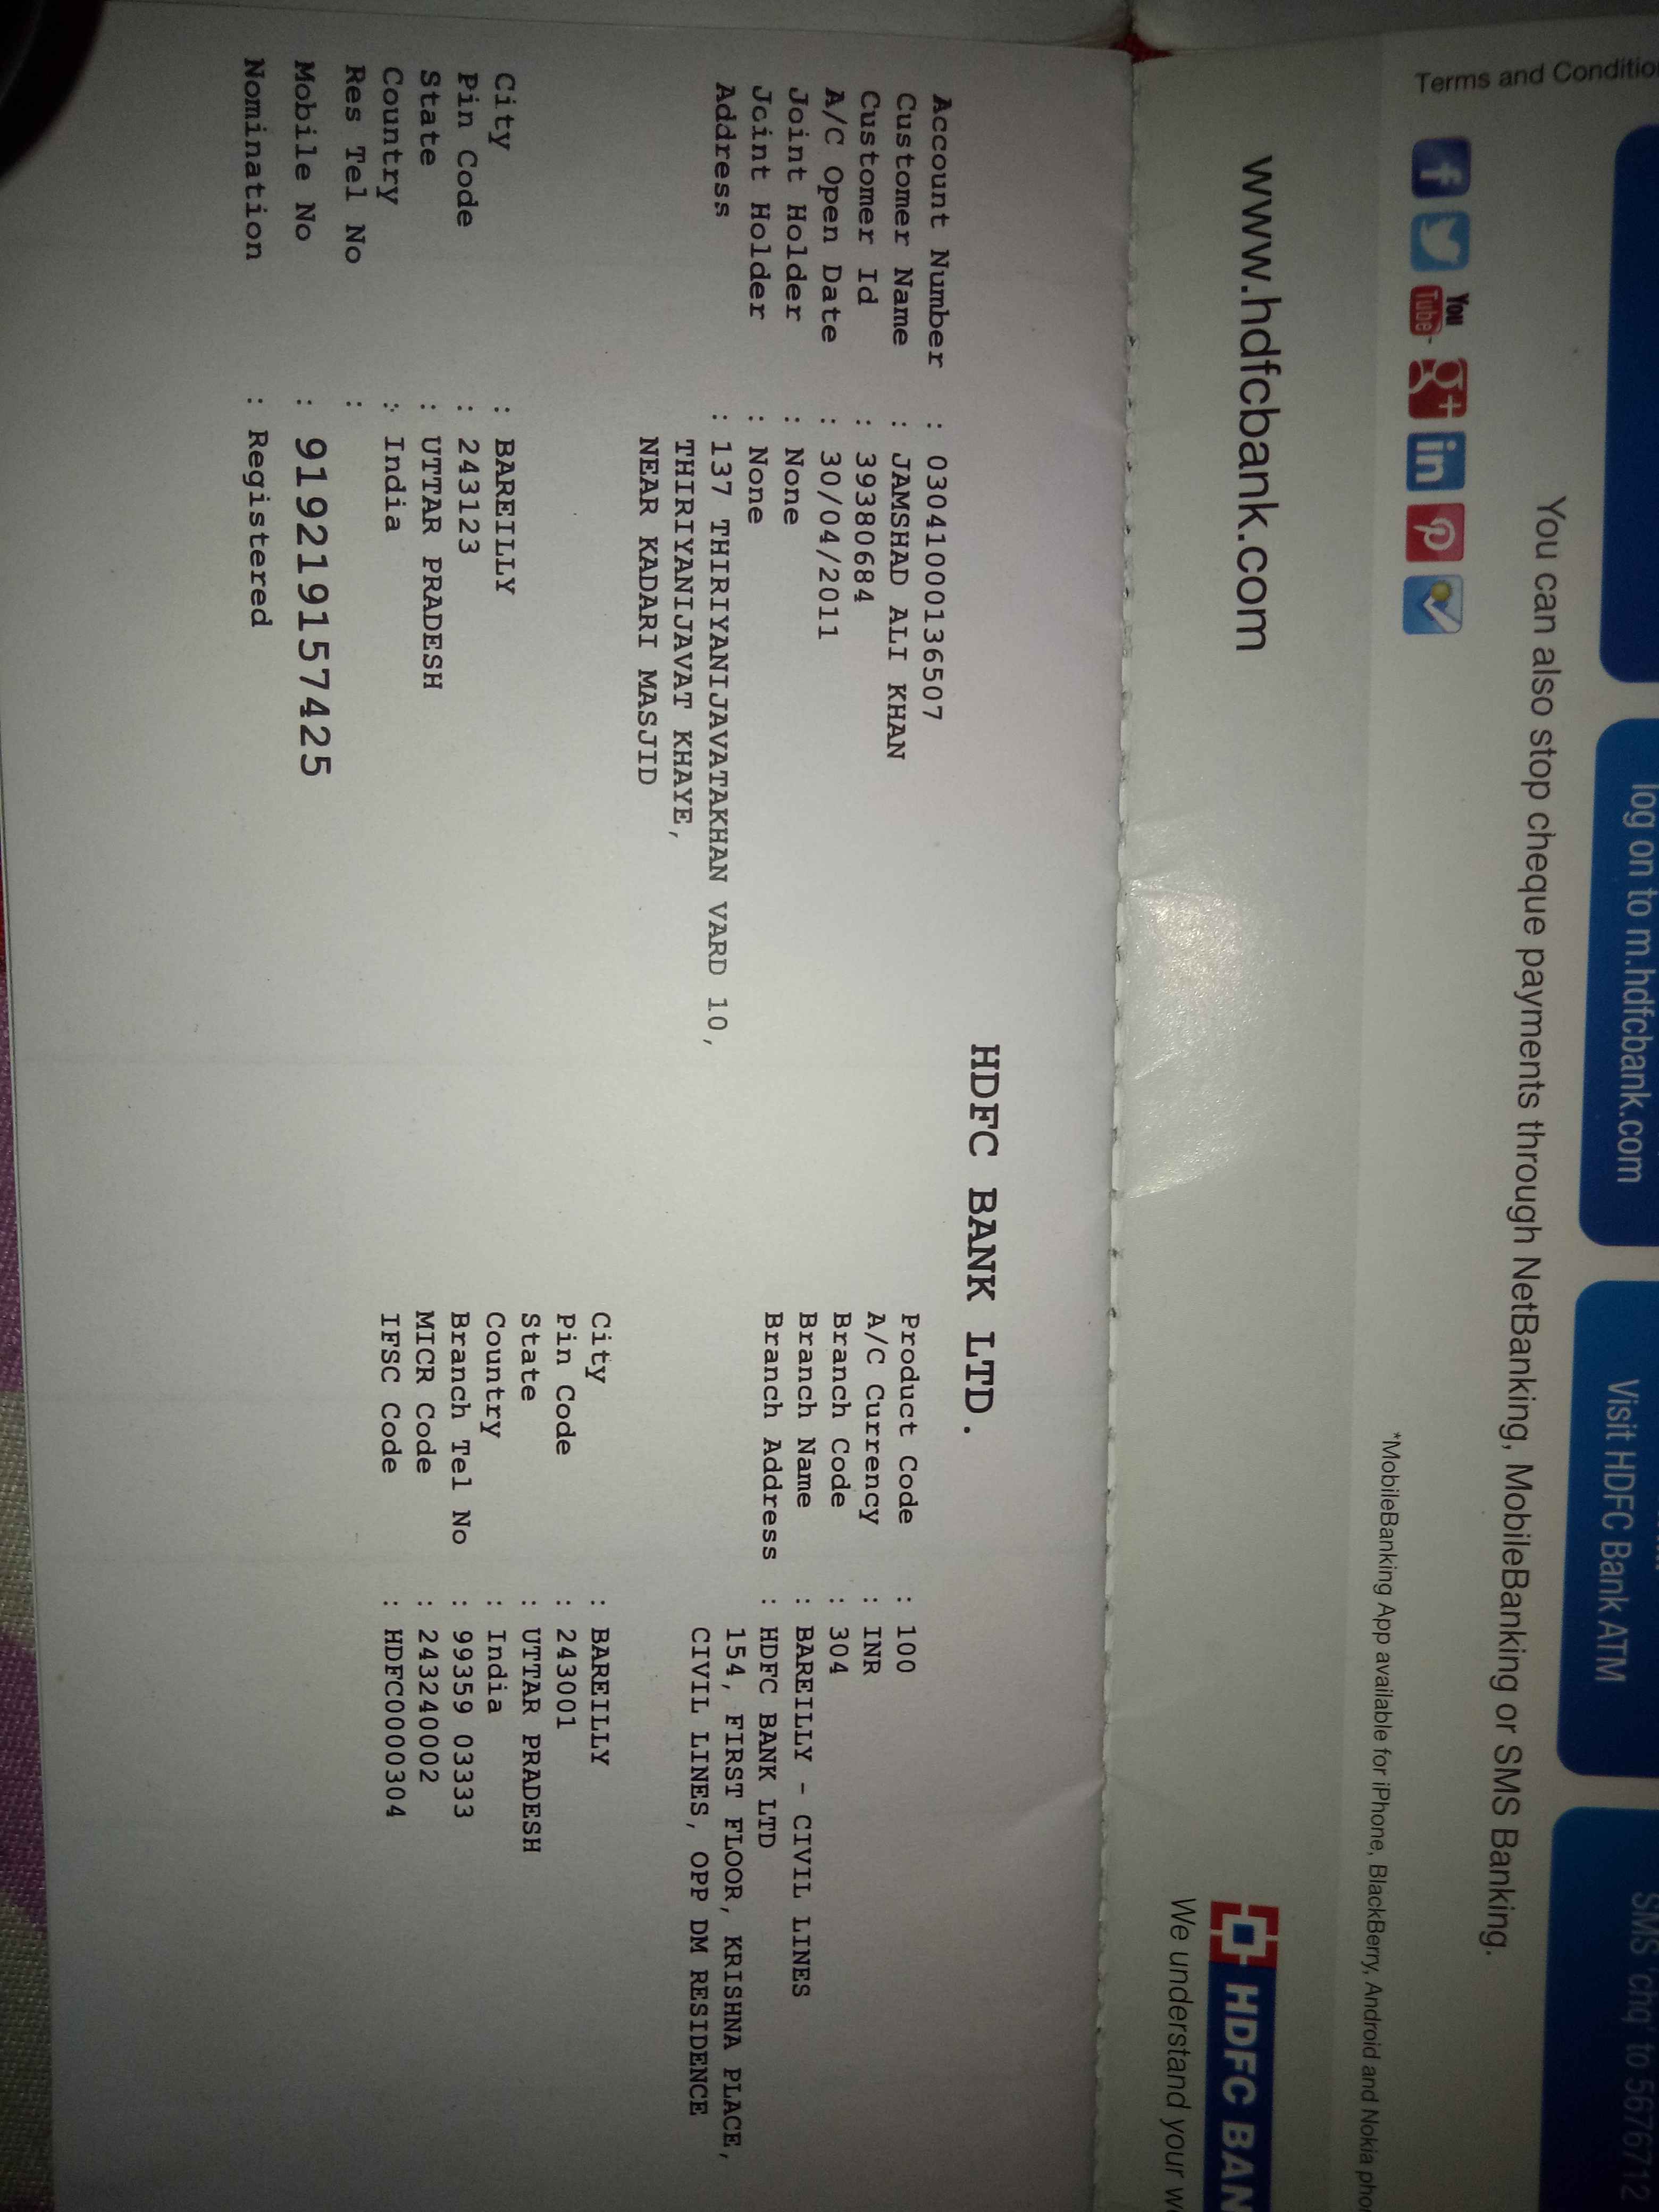 log on to m.hdfcbank.com
Visit HDFC Bank ATM
SMS 'chq' to 5676712
You can also stop cheque payments through NetBanking, MobileBanking or SMS Banking.
*MobileBanking App available for iPhone, BlackBerry, Android and Nokia
Terms and
You Tube
www.hdfcbank.com
HDFC BAN
We understand your
HDFC BANK LTD.
Account Number : 03041000136507
Customer Name : JAMSHAD ALI KHAN
Customer Id : 39380684
A/C Open Date : 30/04/2011
Joint Holder : None
Joint Holder : None
Address : 137 THIRIYANIJAVATAKHAN VARD 10,
THIRIYANIJAVAT KHAYE,
NEAR KADARI MASJID
City : BAREILLY
Pin Code : 243123
State : UTTAR PRADESH
Country : India
Res Tel No :
Mobile No : 919219157425
Nomination : Registered
Product Code : 100
A/C Currency : INR
Branch Code : 304
Branch Name : BAREILLY - CIVIL LINES
Branch Address : HDFC BANK LTD
154, FIRST FLOOR, KRISHNA PLACE,
CIVIL LINES, OPP DM RESIDENCE
City : BAREILLY
Pin Code : 243001
State : UTTAR PRADESH
Country : India
Branch Tel No : 99359 03333
MICR Code : 243240002
IFSC Code : HDFC0000304